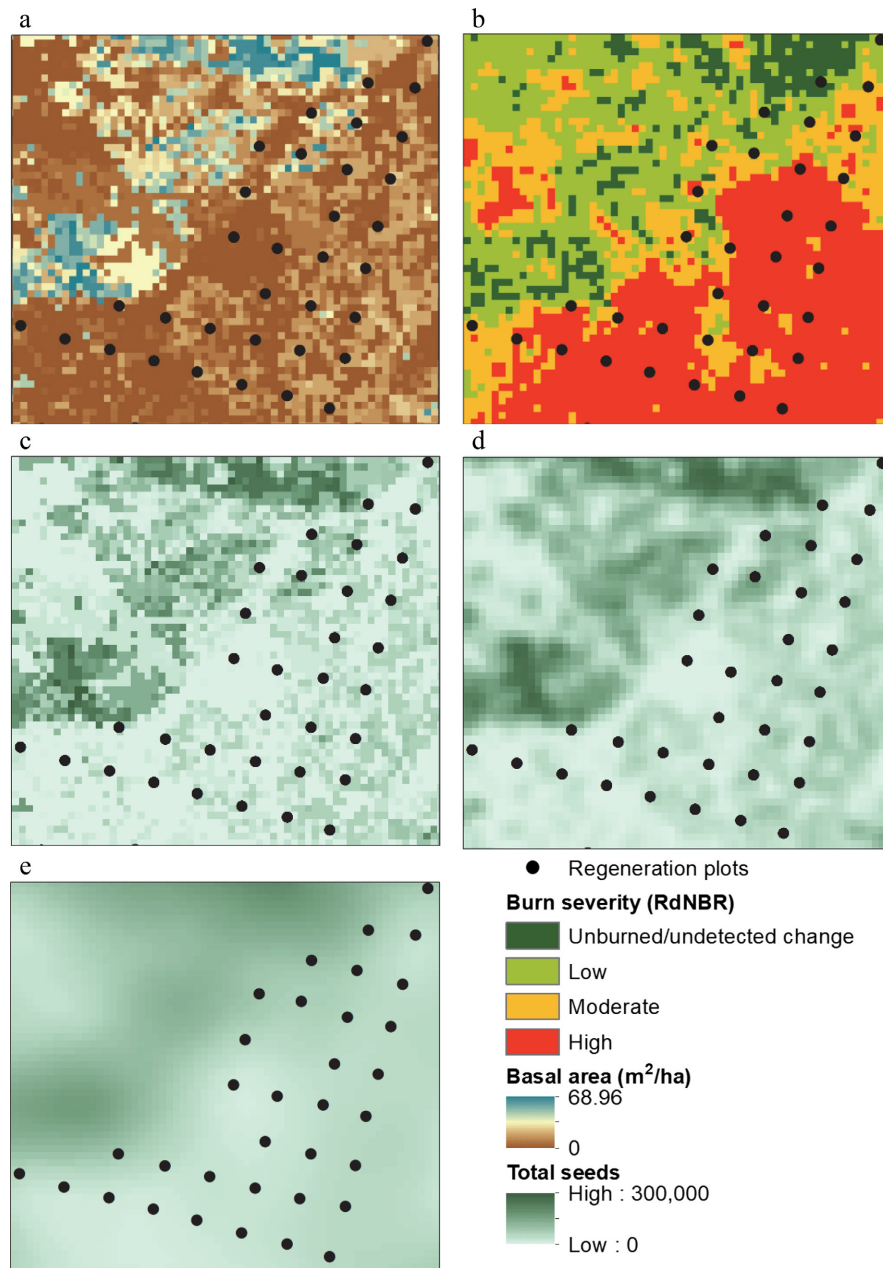 a
b
c
d
e
Regeneration plots
Burn severity (RdNBR)
Unburned/undetected change
Low
Moderate
High
Basal area (m²/ha)
68.96
0
Total seeds
High : 300,000
Low : 0